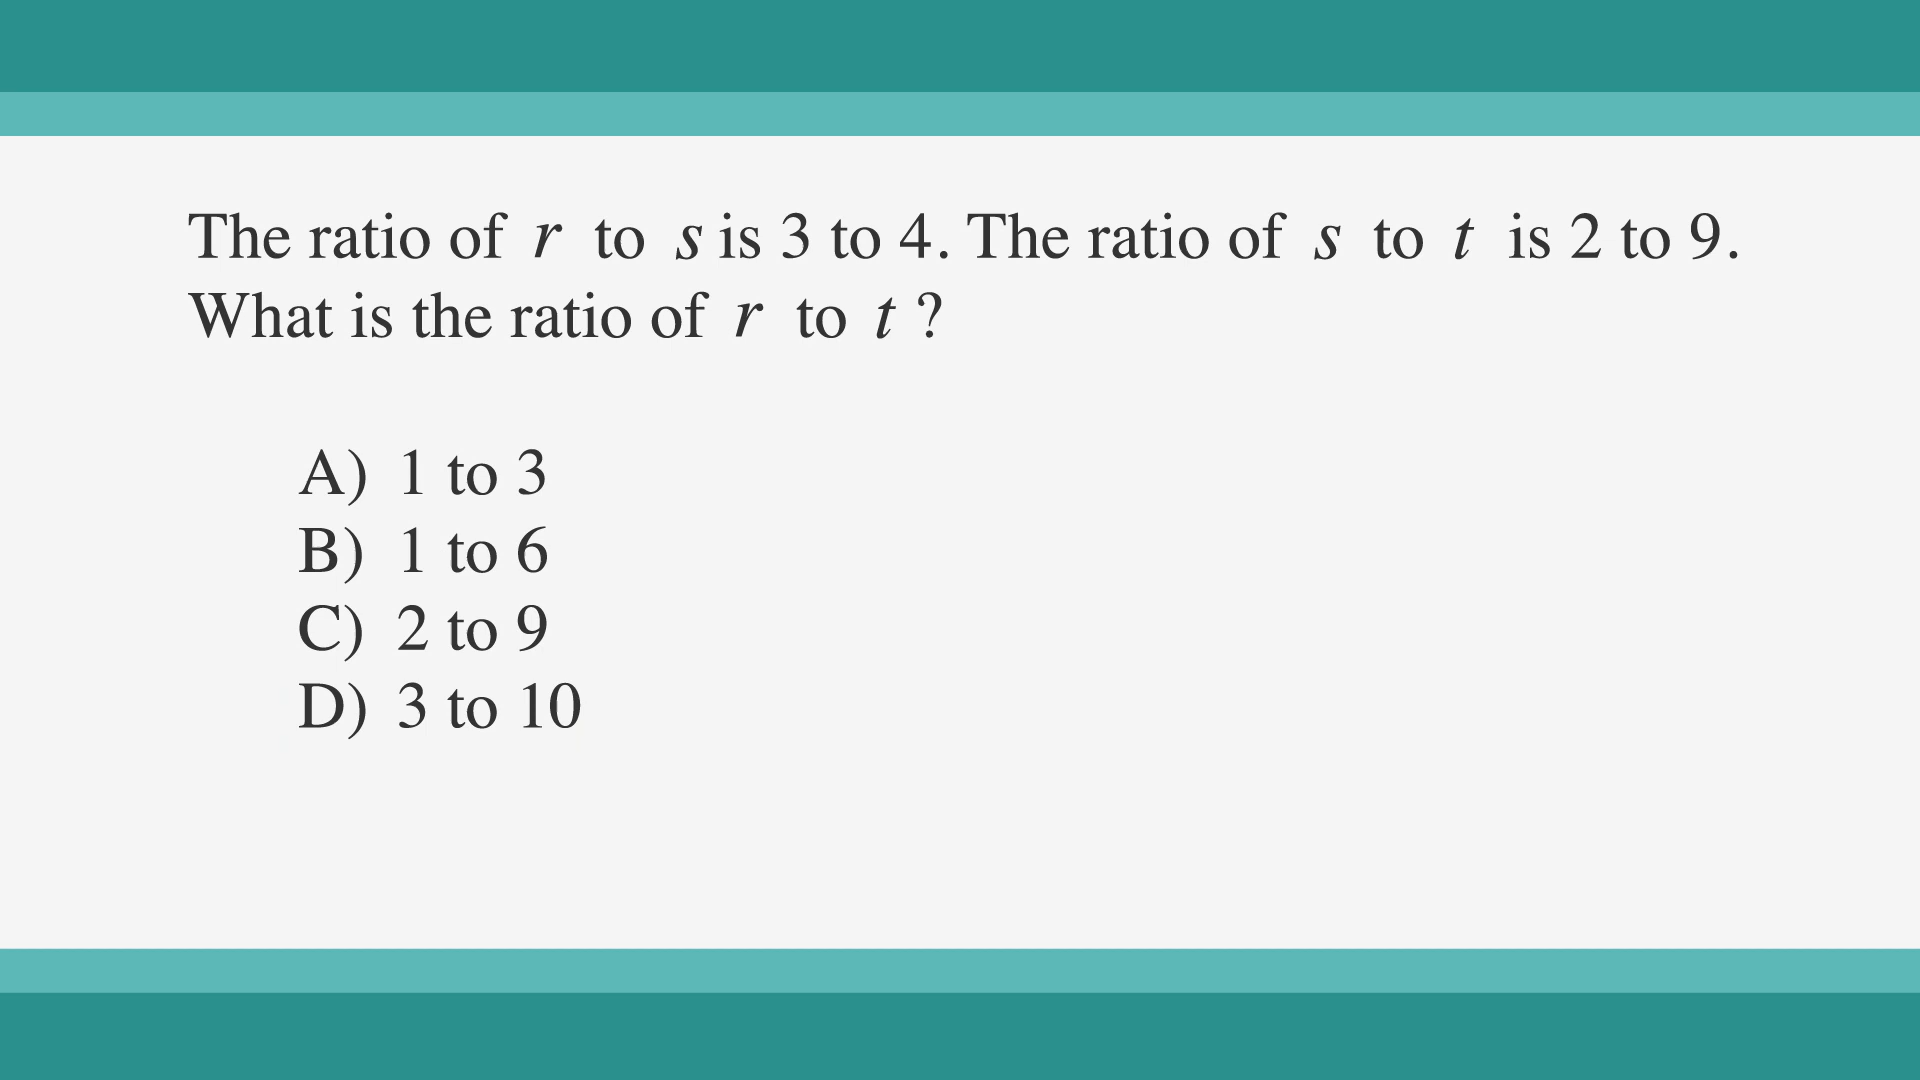 The ratio of r to s is 3 to 4. The ratio of s to t is 2 to 9.
What is the ratio of r to t ?
A) 1 to 3
B) 1 to 6
C) 2 to 9
D) 3 to 10